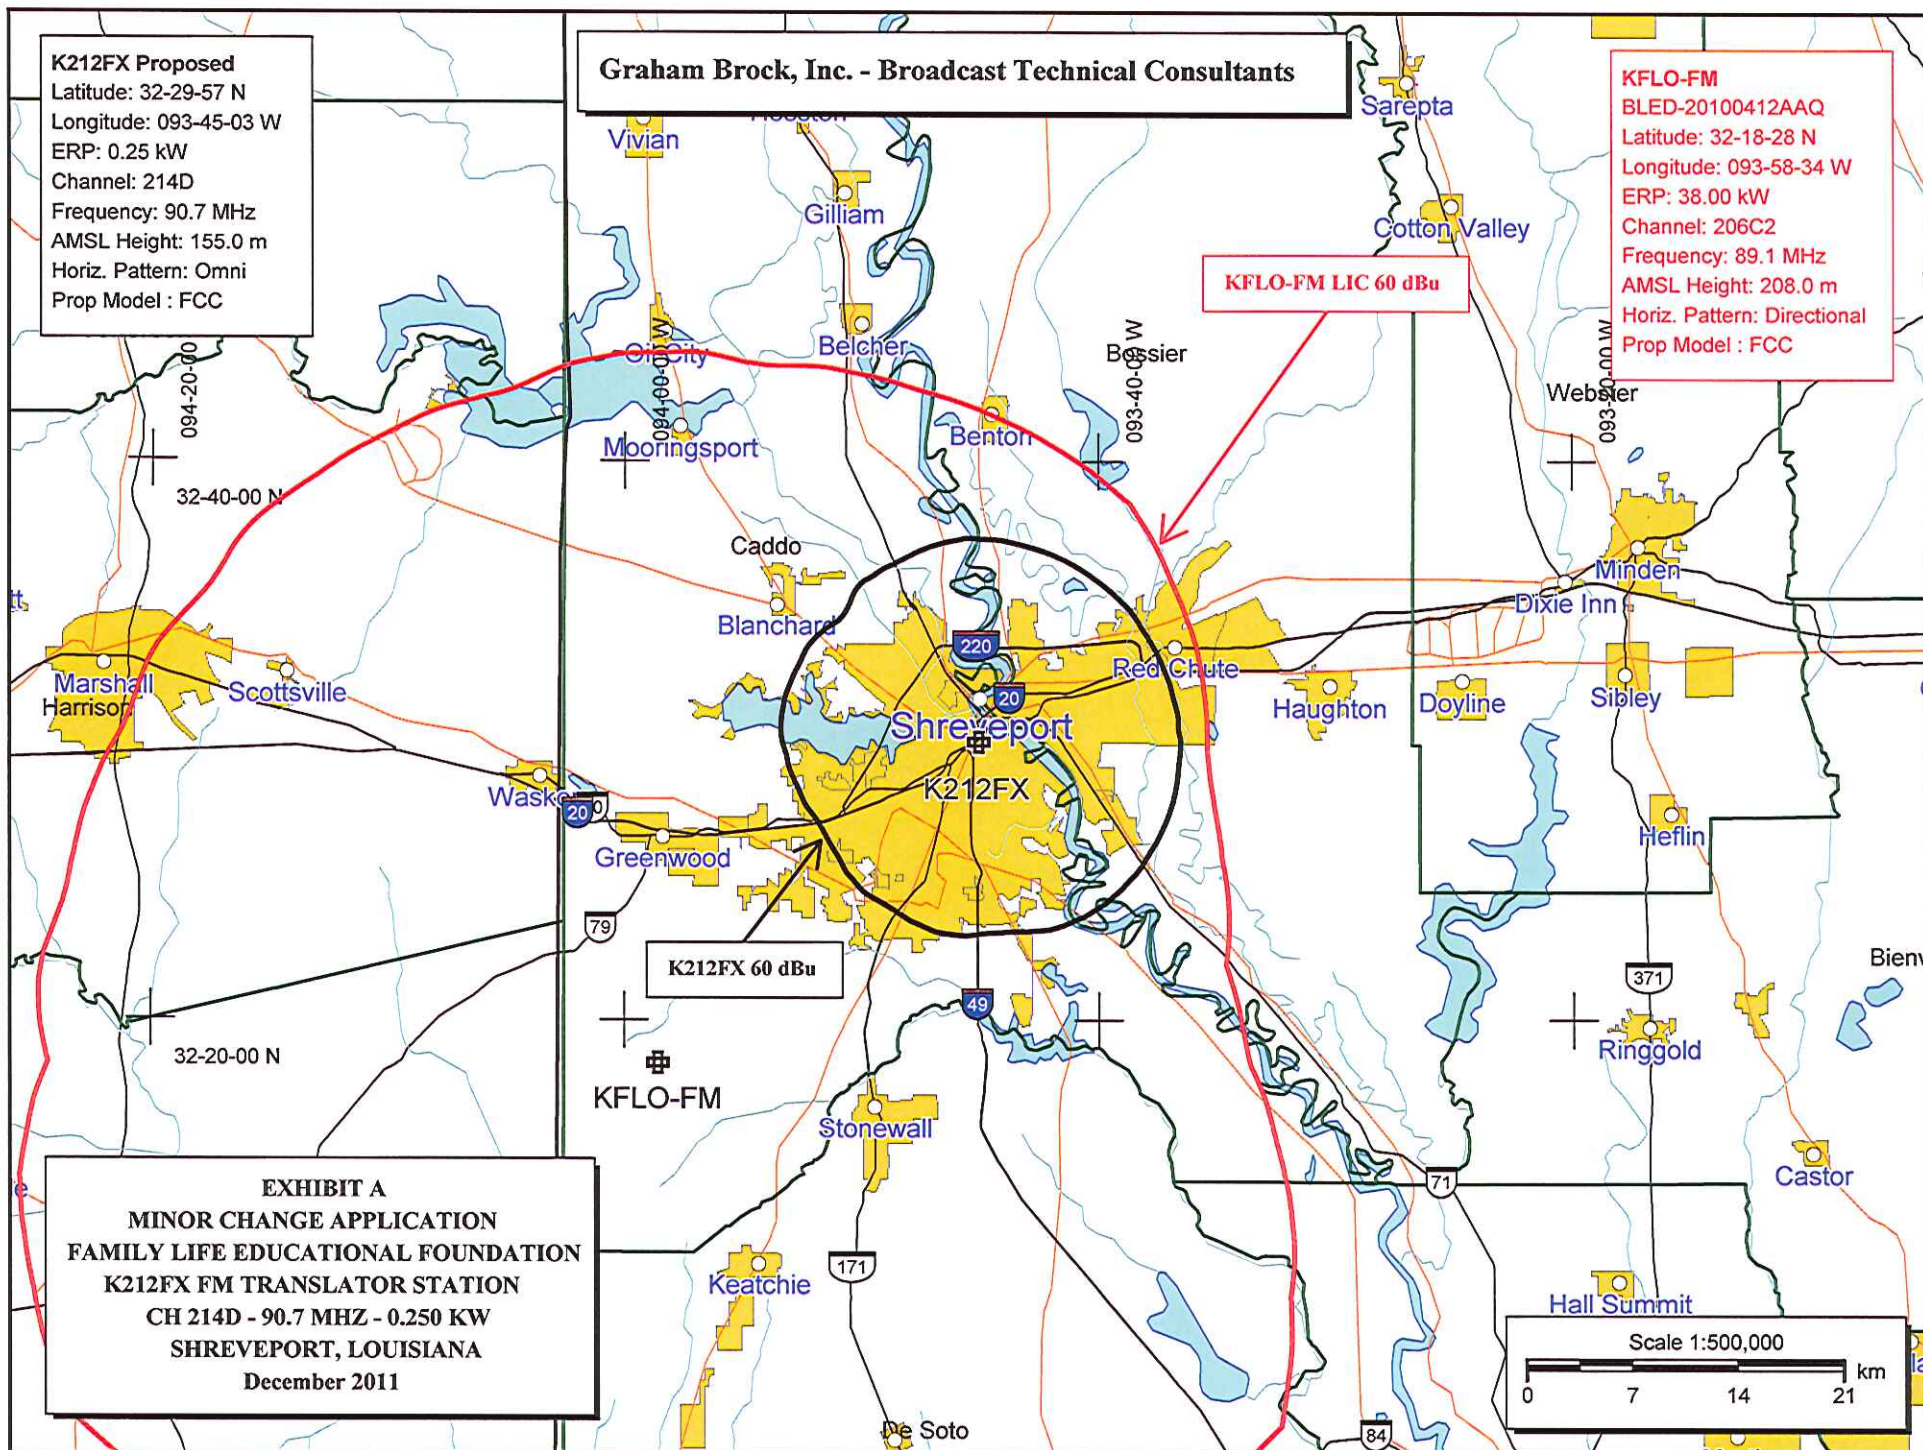 K212FX Proposed
Latitude: 32-29-57 N
Longitude: 093-45-03 W
ERP: 0.25 kW
Channel: 214D
Frequency: 90.7 MHz
AMSL Height: 155.0 m
Horiz. Pattern: Omni
Prop Model : FCC
Graham Brock, Inc. - Broadcast Technical Consultants
KFLO-FM
BLED-20100412AAQ
Latitude: 32-18-28 N
Longitude: 093-58-34 W
ERP: 38.00 kW
Channel: 206C2
Frequency: 89.1 MHz
AMSL Height: 208.0 m
Horiz. Pattern: Directional
Prop Model : FCC
Sarepta
Vivian
Gilliam
Cotton Valley
KFLO-FM LIC 60 dBu
Oil City
Belcher
Bossier
094-20-00
094-00-00 W
093-40-00 W
093-20-00 W
Webster
Mooringsport
Benton
32-40-00 N
Caddo
Blanchard
Minden
Dixie Inn
220
Red Chute
Marshall
Harrison
Scottsville
20
Haughton
Doyline
Sibley
Shreveport
K212FX
Waskom
20
Greenwood
Heflin
79
K212FX 60 dBu
Bienv
371
49
Ringgold
32-20-00 N
KFLO-FM
Stonewall
71
Castor
EXHIBIT A
MINOR CHANGE APPLICATION
FAMILY LIFE EDUCATIONAL FOUNDATION
K212FX FM TRANSLATOR STATION
CH 214D - 90.7 MHZ - 0.250 KW
SHREVEPORT, LOUISIANA
December 2011
Keatchie
171
Hall Summit
Scale 1:500,000
km
0 7 14 21
De Soto
84